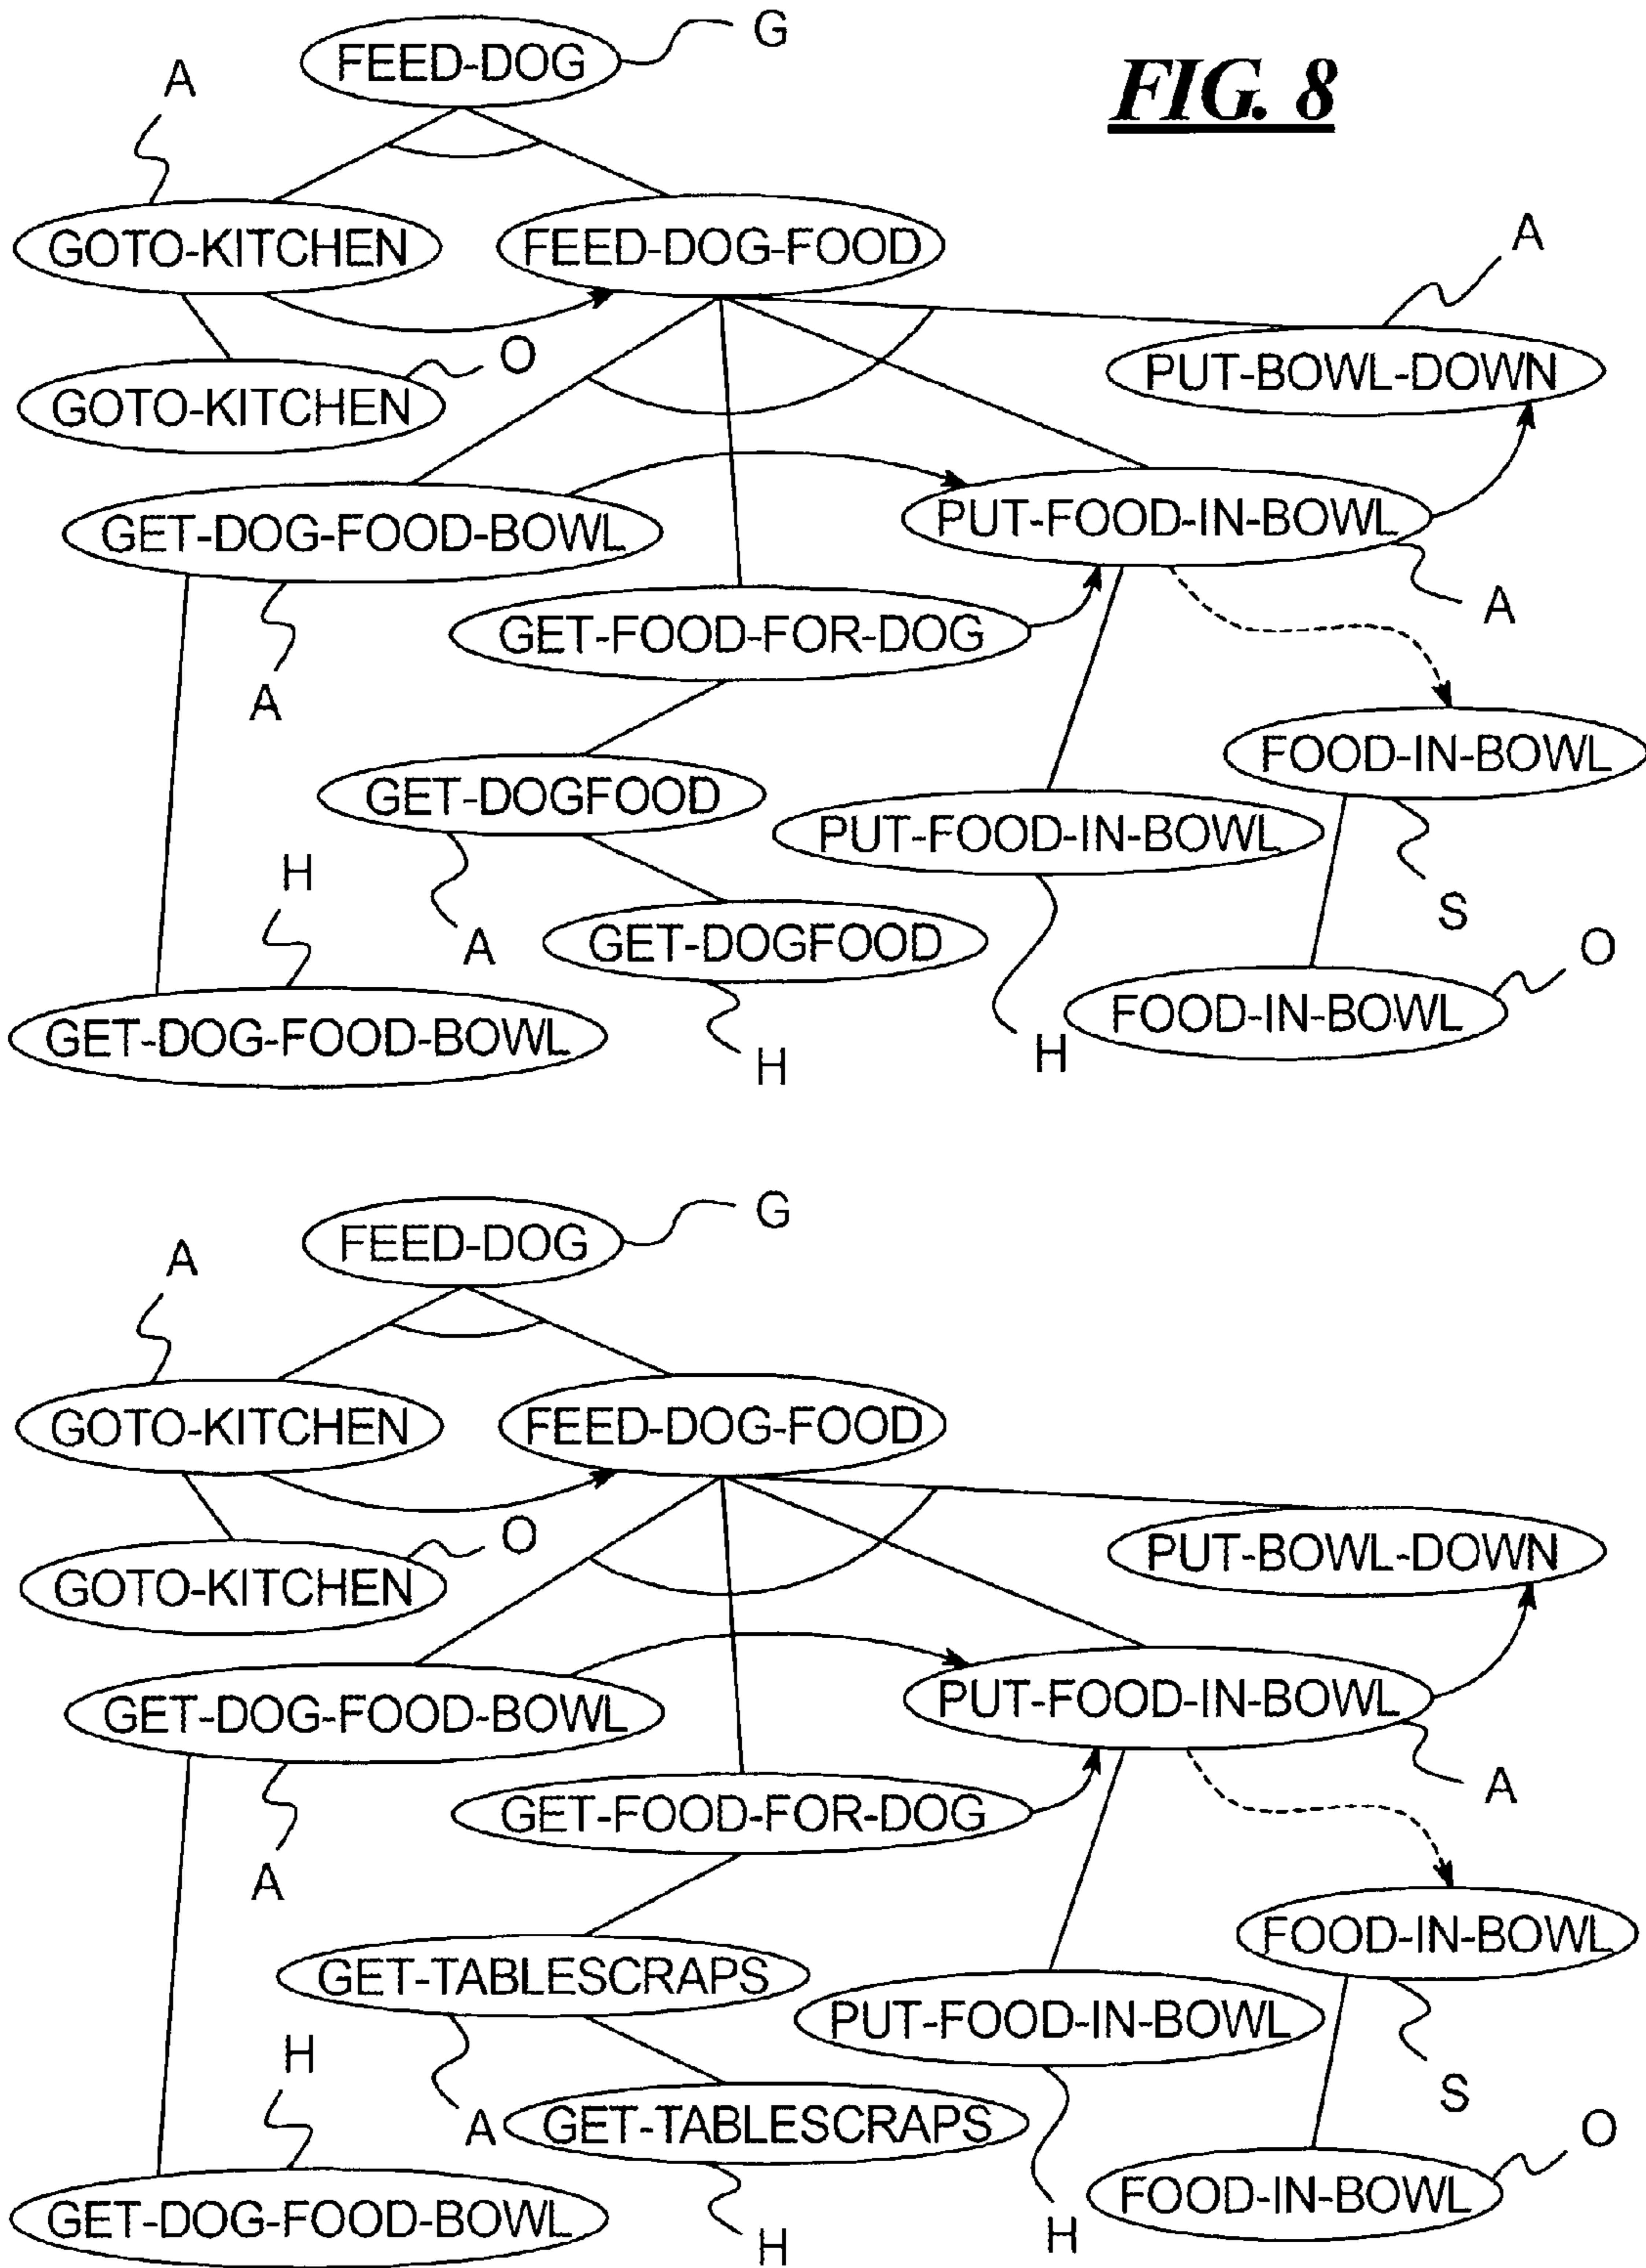 G
FEED-DOG
FIG. 8
A
GOTO-KITCHEN
FEED-DOG-FOOD
A
O
PUT-BOWL-DOWN
GOTO-KITCHEN
GET-DOG-FOOD-BOWL
PUT-FOOD-IN-BOWL
A
GET-FOOD-FOR-DOG
A
FOOD-IN-BOWL
GET-DOGFOOD
PUT-FOOD-IN-BOWL
H
S
A
GET-DOGFOOD
O
FOOD-IN-BOWL
GET-DOG-FOOD-BOWL
H
H
G
FEED-DOG
A
GOTO-KITCHEN
FEED-DOG-FOOD
O
PUT-BOWL-DOWN
GOTO-KITCHEN
GET-DOG-FOOD-BOWL
PUT-FOOD-IN-BOWL
A
GET-FOOD-FOR-DOG
A
FOOD-IN-BOWL
GET-TABLESCRAPS
PUT-FOOD-IN-BOWL
H
S
A
GET-TABLESCRAPS
O
FOOD-IN-BOWL
GET-DOG-FOOD-BOWL
H
H